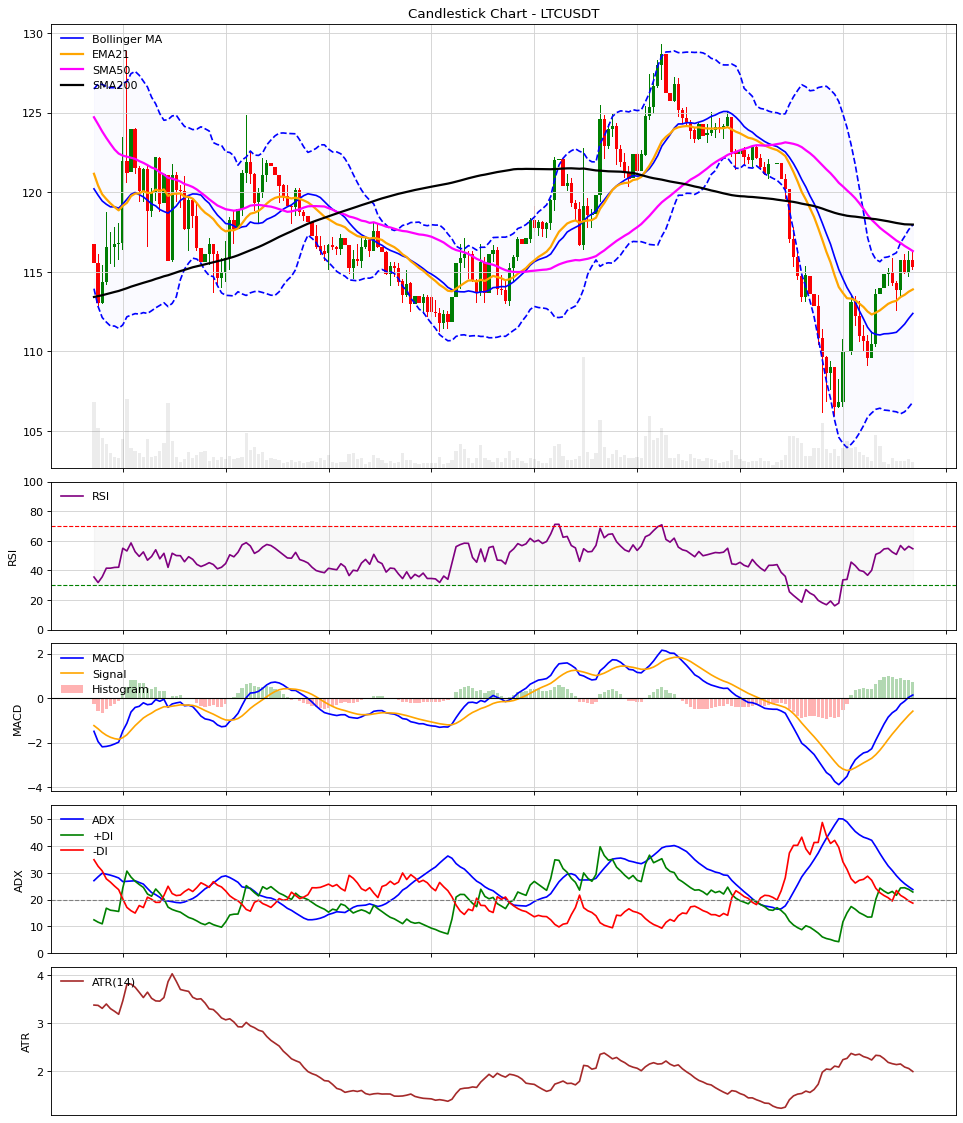 Candlestick Chart - LTCUSDT
Bollinger MA
EMA21
SMA50
SMA200
130
125
120
115
110
105
RSI
100
80
60
40
20
0
RSI
MACD
Signal
Histogram
2
0
−2
−4
MACD
ADX
+DI
-DI
50
40
30
20
10
0
ADX
ATR(14)
4
3
2
ATR